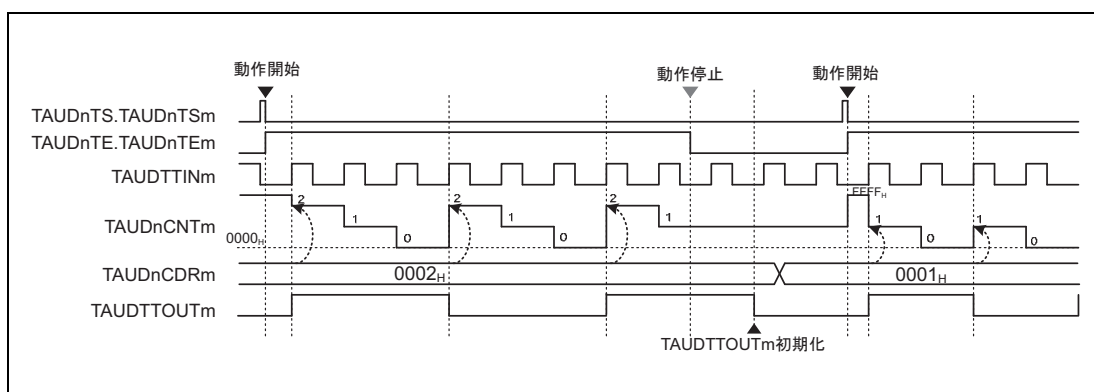 動作開始 動作停止 動作開始
TAUDnTS.TAUDnTSm
TAUDnTE.TAUDnTEm
TAUDTTINm
FFFFH
TAUDnCNTm 2 1 0 2 1 0 2 1 1 0 1 0
0000H
TAUDnCDRm 0002H 0001H
TAUDTTOUTm
TAUDTTOUTm初期化